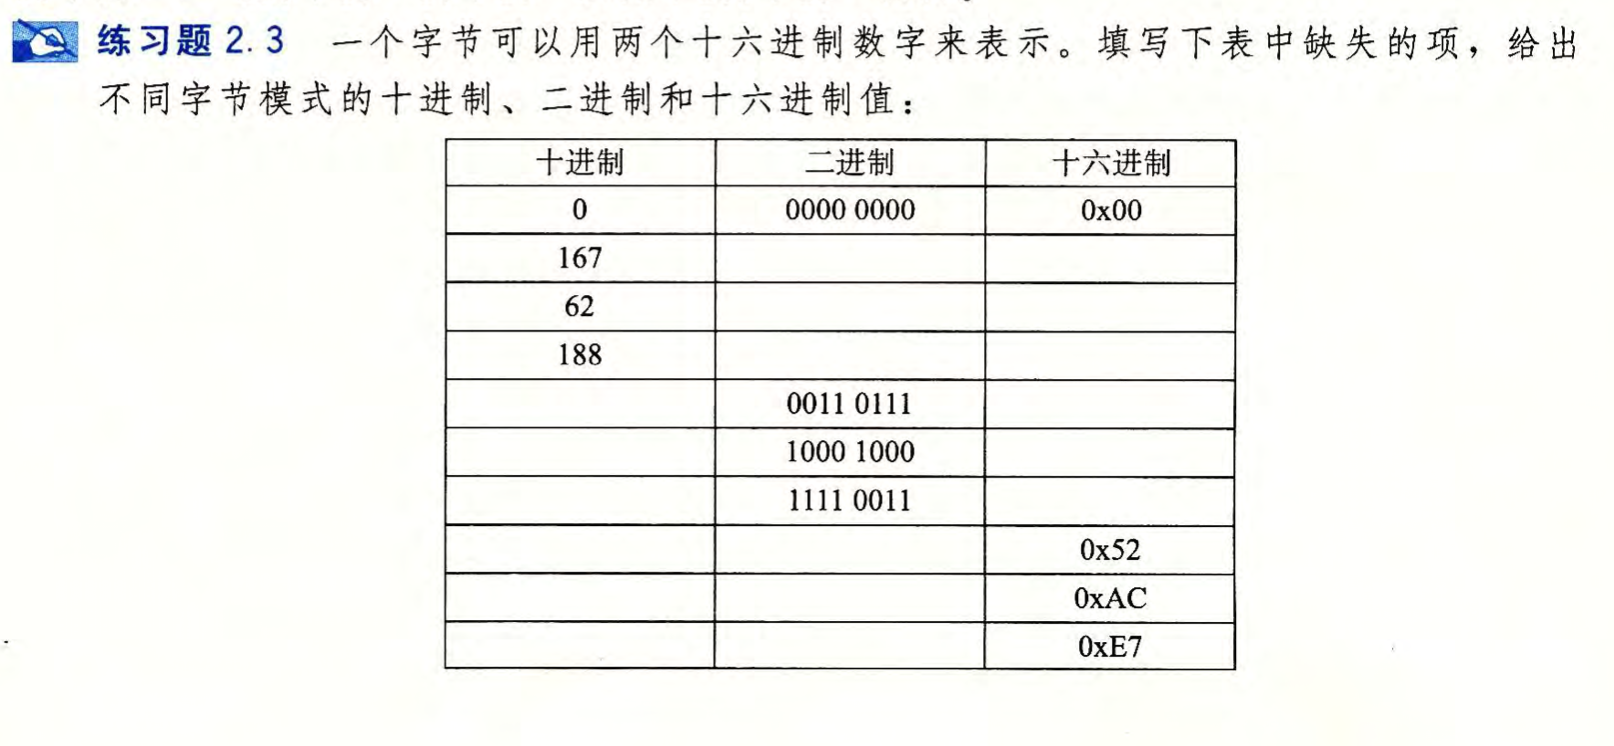 练习题 2.3 一个字节可以用两个十六进制数字来表示。填写下表中缺失的项，给出
不同字节模式的十进制、二进制和十六进制值：
十进制 二进制 十六进制
0 0000 0000 0x00
167
62
188
0011 0111
1000 1000
1111 0011
0x52
0xAC
0xE7